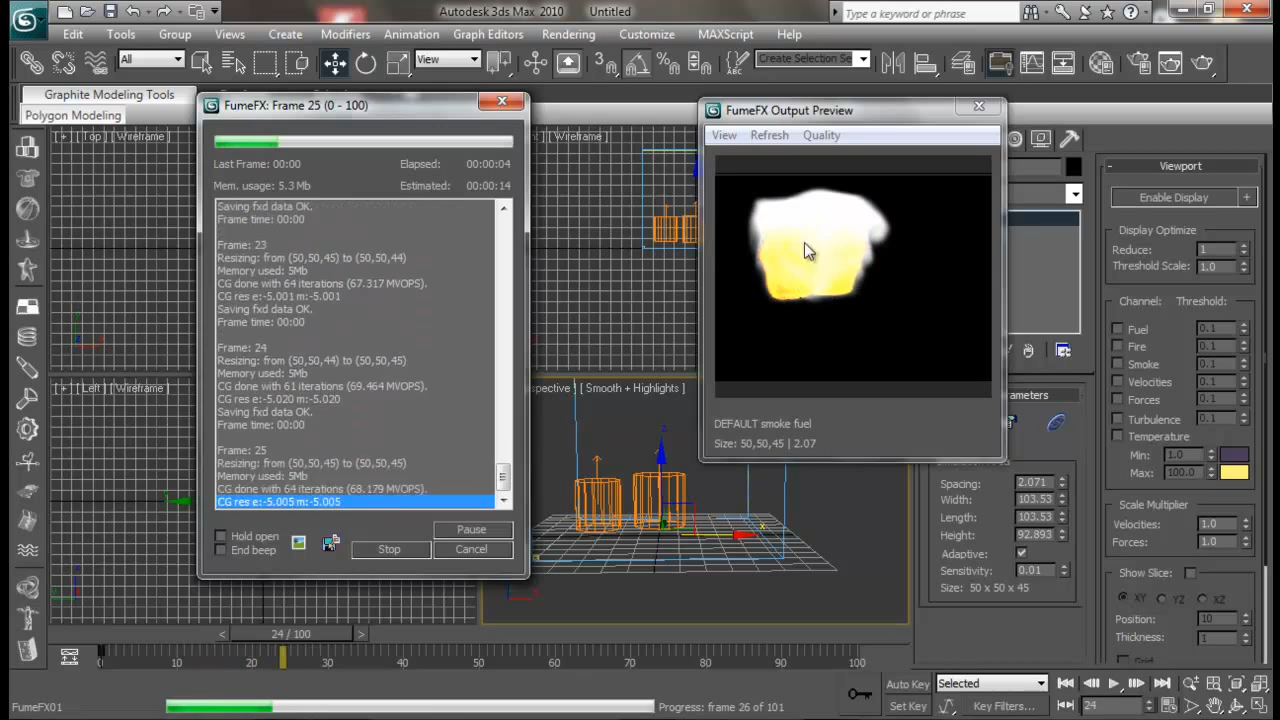 Autodesk 3ds Max 2010 Untitled
Type a keyword or phrase
Edit Tools Group Views Create Modifiers Animation Graph Editors Rendering Customize MAXScript Help
All
View
3
Create Selection Se
Graphite Modeling Tools
Polygon Modeling
[ + ] [ Top ] [ Wireframe ]
[ Wireframe ]
FumeFX: Frame 25 (0 - 100)
Last Frame: 00:00
Elapsed: 00:00:04
Mem. usage: 5.3 Mb
Estimated: 00:00:14
Saving fxd data OK.
Frame time: 00:00
Frame: 23
Resizing: from (50,50,45) to (50,50,44)
Memory used: 5Mb
CG done with 64 iterations (67.317 MVOPS).
CG res e:-5.001 m:-5.001
Saving fxd data OK.
Frame time: 00:00
Frame: 24
Resizing: from (50,50,44) to (50,50,45)
Memory used: 5Mb
CG done with 61 iterations (69.464 MVOPS).
CG res e:-5.020 m:-5.020
Saving fxd data OK.
Frame time: 00:00
Frame: 25
Resizing: from (50,50,45) to (50,50,45)
Memory used: 5Mb
CG done with 64 iterations (68.179 MVOPS).
CG res e:-5.005 m:-5.005
Hold open
End beep
Pause
Stop
Cancel
[ + ] [ Left ] [ Wireframe ]
spective ] [ Smooth + Highlights ]
FumeFX Output Preview
View Refresh Quality
DEFAULT smoke fuel
Size: 50,50,45 | 2.07
rameters
Spacing: 2.071
Width: 103.53
Length: 103.53
Height: 92.893
Adaptive:
Sensitivity: 0.01
Size: 50 x 50 x 45
Viewport
Enable Display +
Display Optimize
Reduce: 1
Threshold Scale: 1.0
Channel: Threshold:
Fuel 0.1
Fire 0.1
Smoke 0.1
Velocities 0.1
Forces 0.1
Turbulence 0.1
Temperature
Min: 1.0
Max: 100.0
Scale Multiplier
Velocities: 1.0
Forces: 1.0
Show Slice:
XY YZ XZ
Position: 10
Thickness: 1
24 / 100
0 10 20 30 40 50 60 70 80 90 100
FumeFX01
Progress: frame 26 of 101
Auto Key
Selected
Set Key
Key Filters...
24